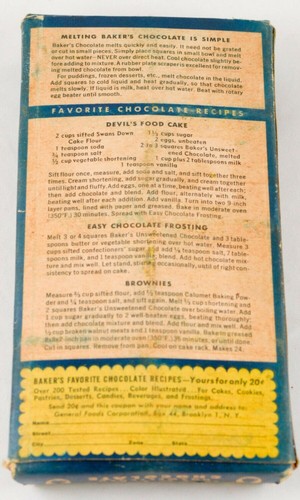 MELTING BAKER'S CHOCOLATE IS SIMPLE
Baker's Chocolate melts quickly and easily. It need not be grated
or cut in small pieces. Simply place squares in small bowl and melt
over hot water - NEVER over direct heat. Cool chocolate slightly be-
fore adding to mixture. A rubber plate scraper is excellent for remov-
ing melted chocolate from bowl.
For puddings, frozen desserts, etc., melt chocolate in the liquid.
Add squares to cold liquid and heat gradually, so that chocolate
melts slowly. If liquid is milk, heat over hot water. Beat with rotary
egg beater until smooth.
FAVORITE CHOCOLATE RECIPES
DEVIL'S FOOD CAKE
2 cups sifted Swans Down
Cake Flour
1 teaspoon soda
teaspoon salt
cup vegetable shortening
cups sugar
2 eggs, unbeaten
2 to 3 squares Baker's Unsweet-
ened Chocolate, melted
1 cup plus 2 tablespoons milk
1 teaspoon vanilla
Sift flour once, measure, add soda and salt, and sift together three
times. Cream shortening, add sugar gradually, and cream together
until light and fluffy. Add eggs, one at a time, beating well after each;
then add chocolate and blend. Add flour, alternately with milk,
beating well after each addition. Add vanilla. Turn into two 9-inch
layer pans, lined with paper and greased. Bake in moderate oven
(350°F.) 30 minutes. Spread with Easy Chocolate Frosting.
EASY CHOCOLATE FROSTING
Melt 3 or 4 squares Baker's Unsweetened Chocolate and 3 table-
spoons butter or vegetable shortening over hot water. Measure 3
cups sifted confectioners' sugar, add teaspoon salt, 7 table-
spoons milk, and 1 teaspoon vanilla; blend. Add hot chocolate mix-
ture and mix well. Let stand, stirring occasionally, until of right con-
sistency to spread on cake.
BROWNIES
Measure cup sifted flour, add teaspoon Calumet Baking Pow-
der and teaspoon salt, and sift again. Melt cup shortening and
2 squares Baker's Unsweetened Chocolate over boiling water. Add
1 cup sugar gradually to 2 well beaten eggs, beating thoroughly;
then add chocolate mixture and blend. Add flour and mix well. Add
cup broken walnut meats and 1 teaspoon vanilla. Bake in greased
pan in moderate oven (350°F.) 35 minutes, or until done.
Cut in squares. Remove from pan. Cool on cake rack. Makes 24.
BAKER'S FAVORITE CHOCOLATE RECIPES—Yours for only 20¢
Over 200 Tested Recipes... Color Illustrated... For Cakes, Cookies,
Pastries, Desserts, Candies, Beverages, and Frostings.
Send 20¢ and this coupon with your name and address to:
General Foods Corporation, Box 44, Brooklyn 1, N. Y.
Name
Street
City Zone State